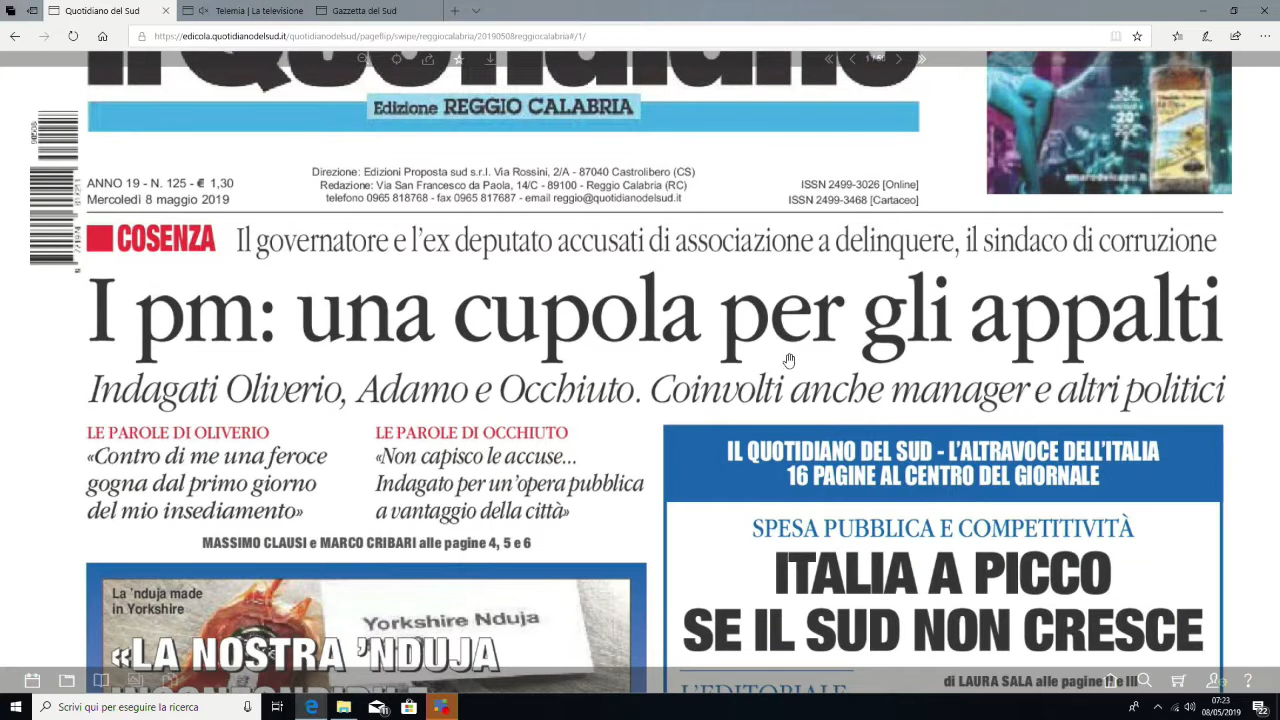 Quotidiano del Sud
Telemia | La televisione
Gazzetta del Sud
https://edicola.quotidianodelsud.it/quotidianodelsud/pageflip/swipe/reggiocalabria/20190508reggiocalabria#/1/
Il Quotidiano
Edizione REGGIO CALABRIA
ANNO 19 - N. 125 - € 1,30
Mercoledì 8 maggio 2019
Direzione: Edizioni Proposta sud s.r.l. Via Rossini, 2/A - 87040 Castrolibero (CS)
Redazione: Via San Francesco da Paola, 14/C - 89100 - Reggio Calabria (RC)
telefono 0965 818768 - fax 0965 817687 - email reggio@quotidianodelsud.it
ISSN 2499-3026 [Online]
ISSN 2499-3468 [Cartaceo]
COSENZA Il governatore e l'ex deputato accusati di associazione a delinquere, il sindaco di corruzione
I pm: una cupola per gli appalti
Indagati Oliverio, Adamo e Occhiuto. Coinvolti anche manager e altri politici
LE PAROLE DI OLIVERIO
«Contro di me una feroce
gogna dal primo giorno
del mio insediamento»
LE PAROLE DI OCCHIUTO
«Non capisco le accuse...
Indagato per un'opera pubblica
a vantaggio della città»
MASSIMO CLAUSI e MARCO CRIBARI alle pagine 4, 5 e 6
IL QUOTIDIANO DEL SUD - L'ALTRAVOCE DELL'ITALIA
16 PAGINE AL CENTRO DEL GIORNALE
SPESA PUBBLICA E COMPETITIVITÀ
ITALIA A PICCO
SE IL SUD NON CRESCE
di LAURA SALA alle pagine II e III
L'EDITORIALE
La 'nduja made
in Yorkshire
Yorkshire Nduja
«LA NOSTRA 'NDUJA
Scrivi qui per eseguire la ricerca
07:23
08/05/2019